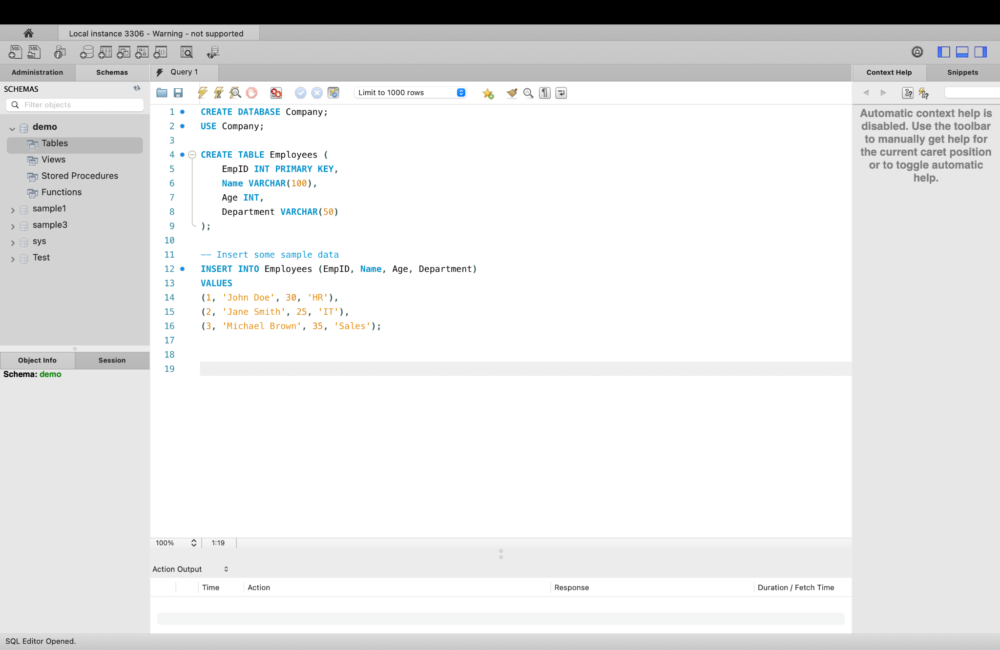 Local instance 3306 - Warning - not supported
SQL SQL
Administration Schemas
Query 1
Context Help Snippets
SCHEMAS
Filter objects
Limit to 1000 rows
demo
Tables
Views
Stored Procedures
Functions
sample1
sample3
sys
Test
Object Info Session
Schema: demo
1 CREATE DATABASE Company;
2 USE Company;
3
4 CREATE TABLE Employees (
5 EmpID INT PRIMARY KEY,
6 Name VARCHAR(100),
7 Age INT,
8 Department VARCHAR(50)
9 );
10
11 -- Insert some sample data
12 INSERT INTO Employees (EmpID, Name, Age, Department)
13 VALUES
14 (1, 'John Doe', 30, 'HR'),
15 (2, 'Jane Smith', 25, 'IT'),
16 (3, 'Michael Brown', 35, 'Sales');
17
18
19
100% 1:19
Action Output
Time Action Response Duration / Fetch Time
Automatic context help is
disabled. Use the toolbar
to manually get help for
the current caret position
or to toggle automatic
help.
SQL Editor Opened.